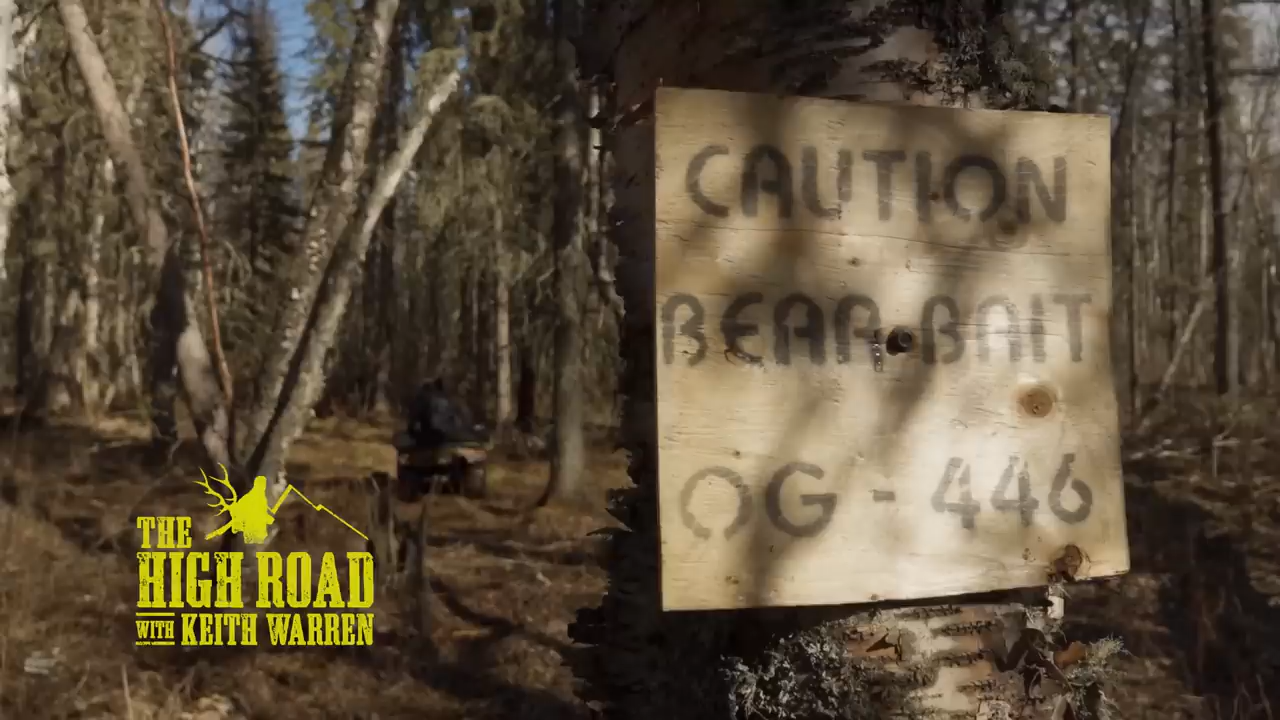 CAUTION
BEAR BAIT
OG - 446
THE
HIGH ROAD
WITH KEITH WARREN